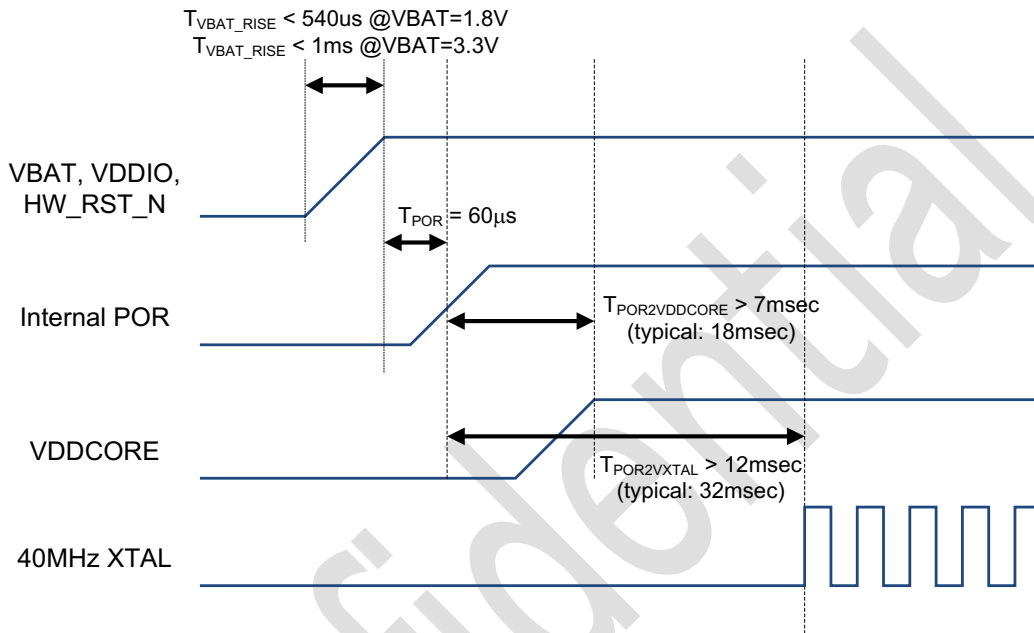 TVBAT_RISE < 540us @VBAT=1.8V
TVBAT_RISE < 1ms @VBAT=3.3V
VBAT, VDDIO,
HW_RST_N
TPOR = 60μs
Internal POR
TPOR2VDDCORE > 7msec
(typical: 18msec)
VDDCORE
TPOR2VXTAL > 12msec
(typical: 32msec)
40MHz XTAL
fidential